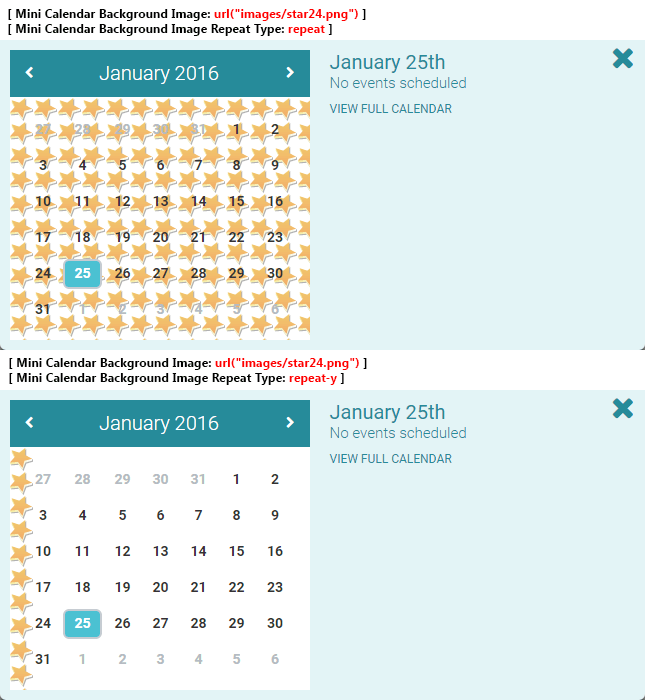 [ Mini Calendar Background Image: url("images/star24.png") ]
[ Mini Calendar Background Image Repeat Type: repeat ]
January 2016
27 28 29 30 31 1 2
3 4 5 6 7 8 9
10 11 12 13 14 15 16
17 18 19 20 21 22 23
24 25 26 27 28 29 30
31 1 2 3 4 5 6
January 25th
No events scheduled
VIEW FULL CALENDAR
[ Mini Calendar Background Image: url("images/star24.png") ]
[ Mini Calendar Background Image Repeat Type: repeat-y ]
January 2016
27 28 29 30 31 1 2
3 4 5 6 7 8 9
10 11 12 13 14 15 16
17 18 19 20 21 22 23
24 25 26 27 28 29 30
31 1 2 3 4 5 6
January 25th
No events scheduled
VIEW FULL CALENDAR